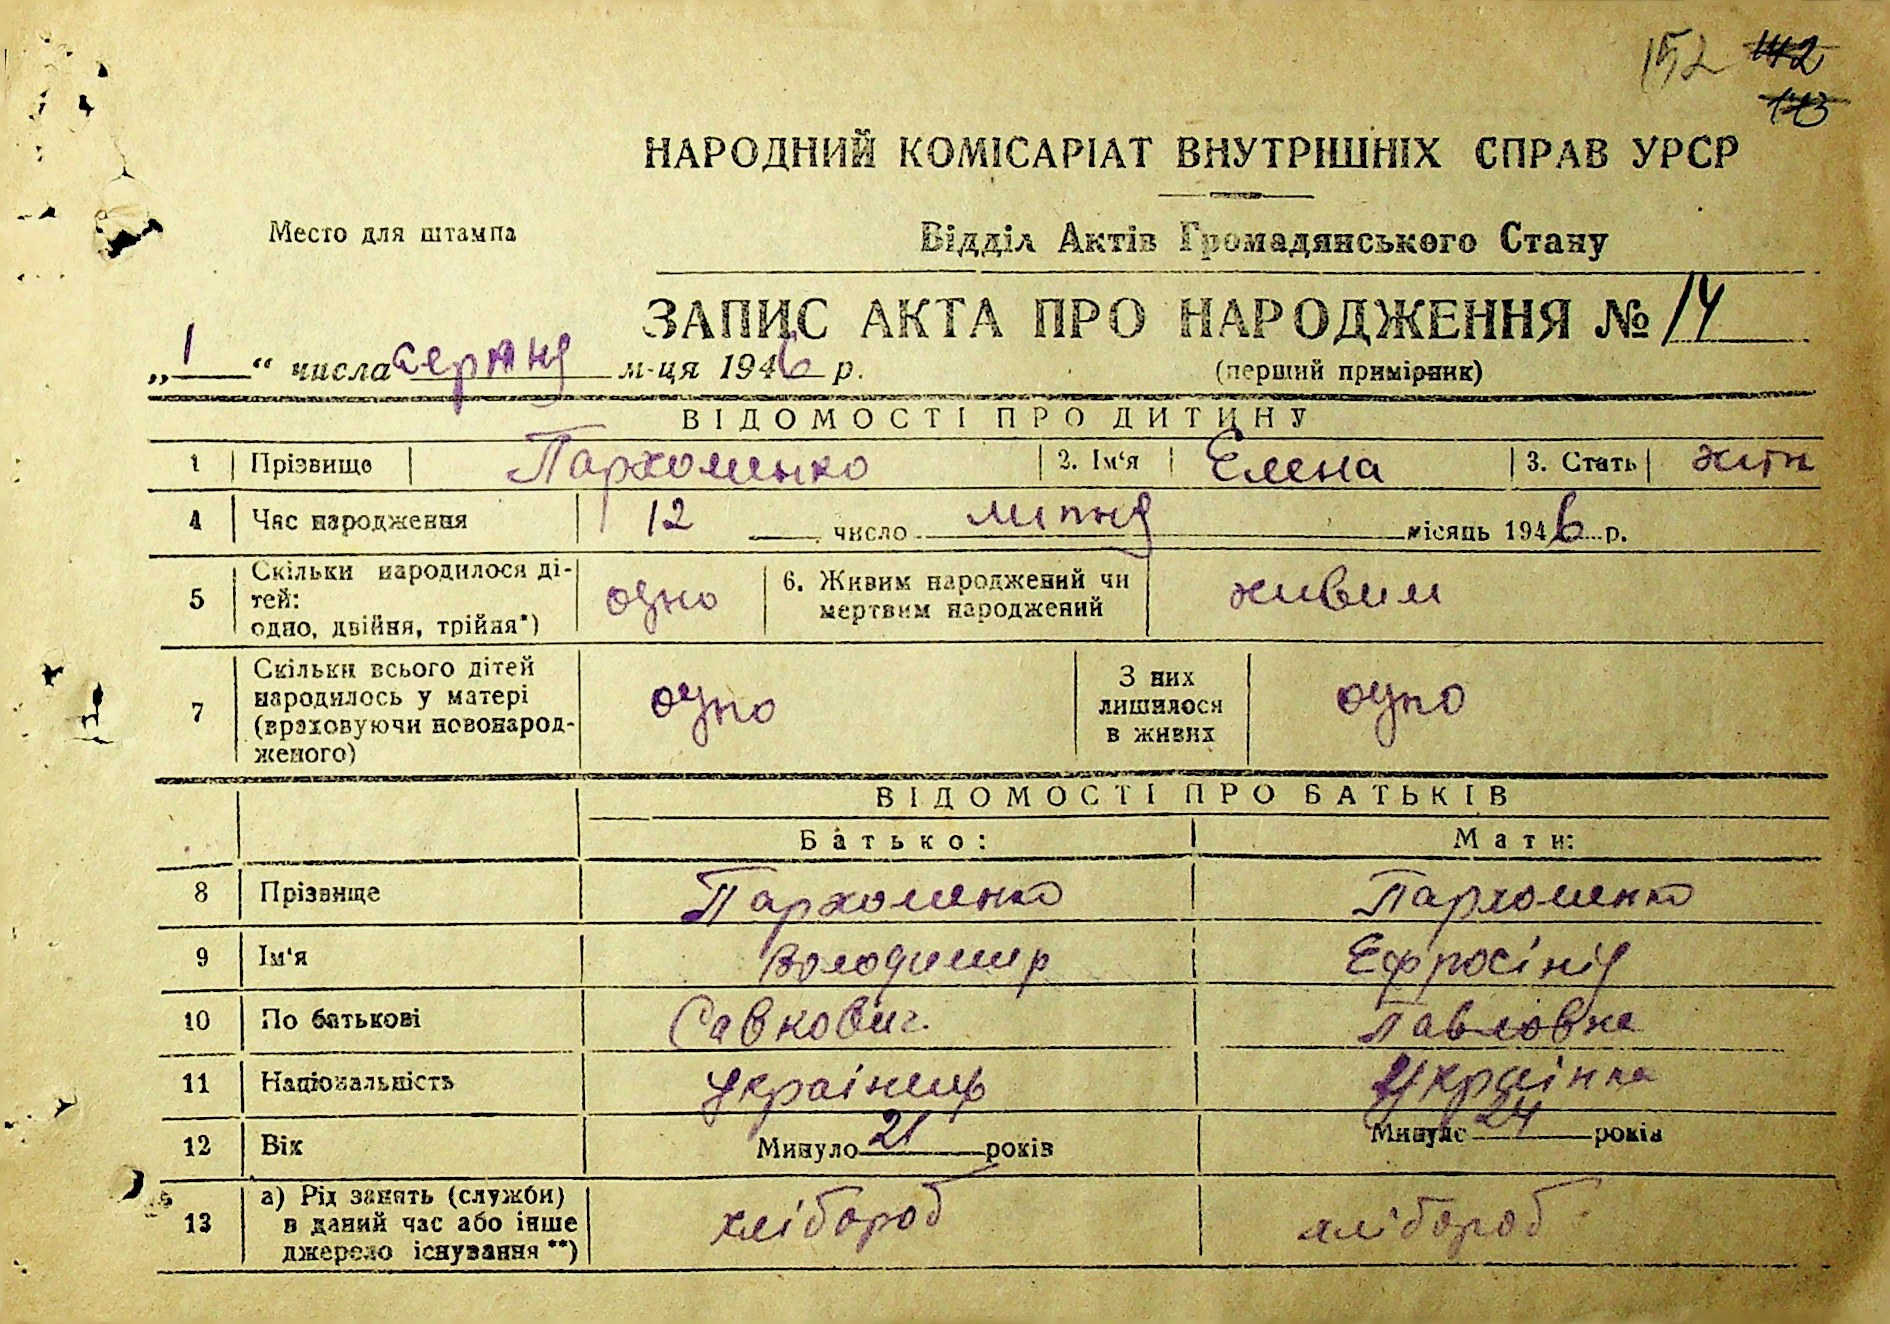 152 142
143
НАРОДНИЙ КОМІСАРІАТ ВНУТРІШНІХ СПРАВ УРСР
Место для штампа
Відділ Актів Громадянського Стану
ЗАПИС АКТА ПРО НАРОДЖЕННЯ № 14
„ 1 “ числа серпня м-ця 1946 р.
(перший примірник)
ВІДОМОСТІ ПРО ДИТИНУ
1 Прізвище Пархоменко 2. Ім‘я Елена 3. Стать жін
4 Час народження 12 число липня місяць 1946 р.
5 Скільки народилося ді-
тей:
одно, двійня, трійня*) одно 6. Живим народжений чи
мертвим народжений живим
7 Скільки всього дітей
народилось у матері
(враховуючи новонарод-
женого) одно З них
лишилося
в живих одно
ВІДОМОСТІ ПРО БАТЬКІВ
Батько: Мати:
8 Прізвище Пархоменко Пархоменко
9 Ім‘я Володимир Ефросінія
10 По батькові Савкович Павловна
11 Національність українець українка
12 Вік Минуло 21 років Минуло 24 років
13 а) Рід занять (служби)
в даний час або інше
джерело існування **) хлібороб хлібороб